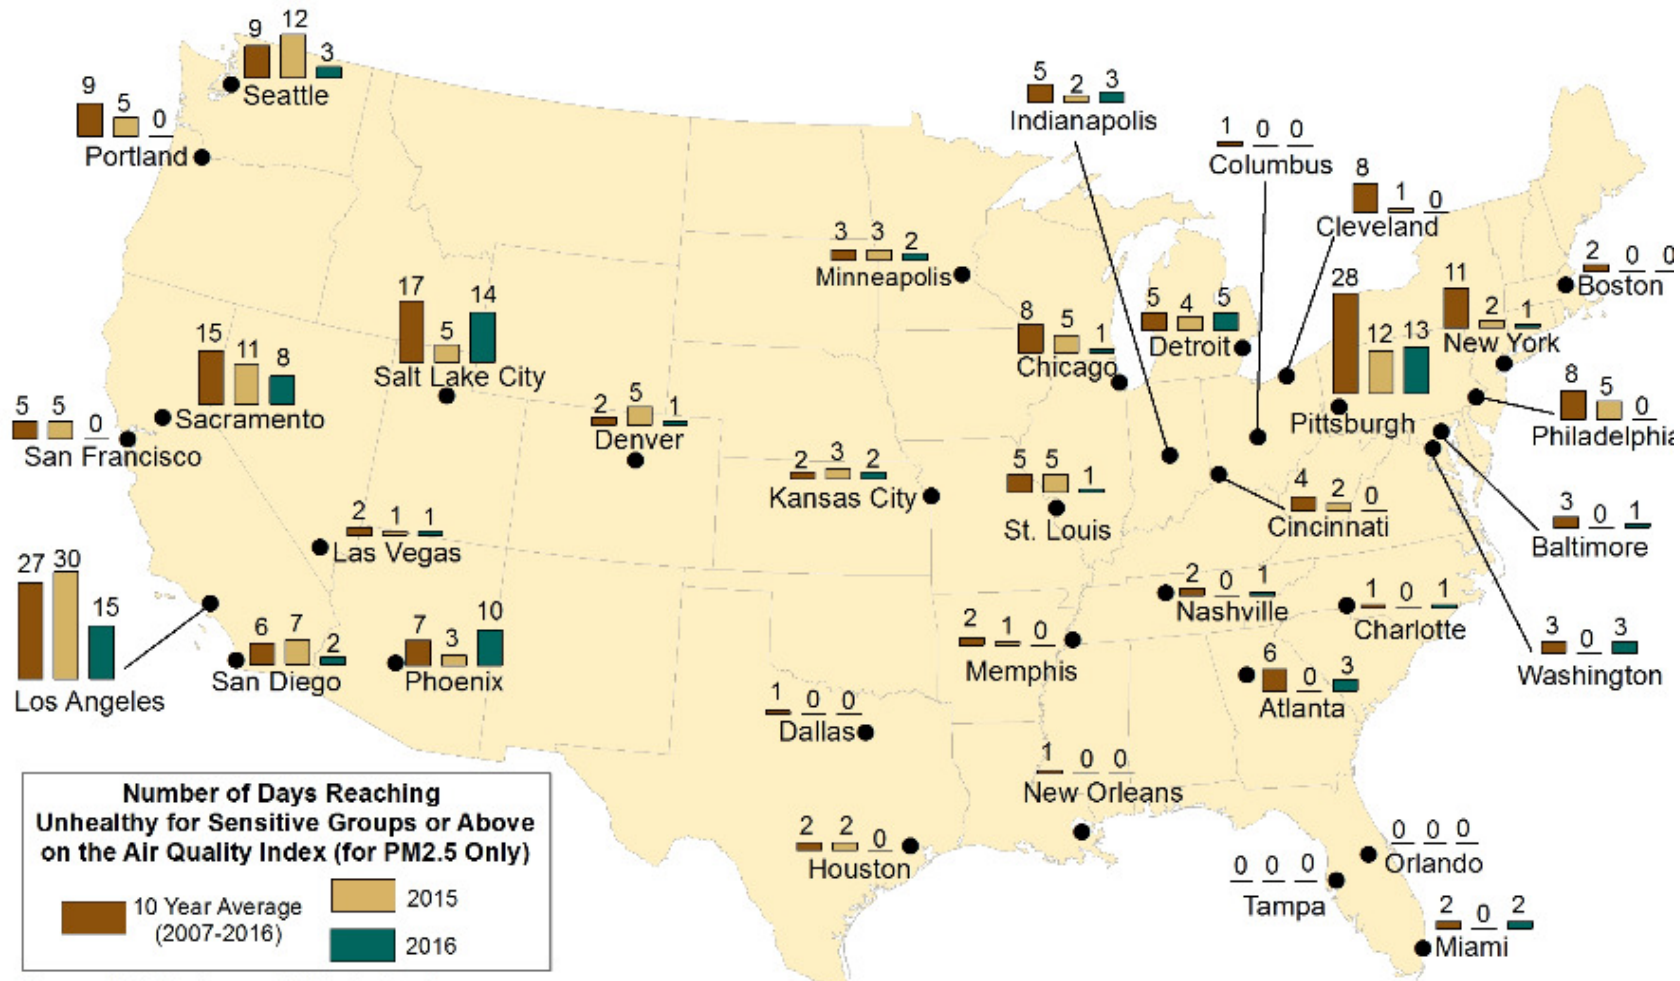 9 12 3
Seattle
9 5 0
Portland
5 2 3
Indianapolis
1 0 0
Columbus
8 1 0
Cleveland
2 0 0
Boston
3 3 2
Minneapolis
17 5 14
Salt Lake City
15 11 8
Sacramento
5 5 0
San Francisco
2 5 1
Denver
8 5 1
Chicago
5 4 5
Detroit
28 12 13
Pittsburgh
11 2 1
New York
8 5 0
Philadelphia
2 3 2
Kansas City
5 5 1
St. Louis
4 2 0
Cincinnati
3 0 1
Baltimore
2 1 1
Las Vegas
27 30 15
Los Angeles
6 7 2
San Diego
7 3 10
Phoenix
2 1 0
Memphis
2 0 1
Nashville
1 0 1
Charlotte
3 0 3
Washington
6 0 3
Atlanta
1 0 0
Dallas
1 0 0
New Orleans
2 2 0
Houston
0 0 0
Orlando
0 0 0
Tampa
2 0 2
Miami
Number of Days Reaching
Unhealthy for Sensitive Groups or Above
on the Air Quality Index (for PM2.5 Only)
10 Year Average
(2007-2016)
2015
2016